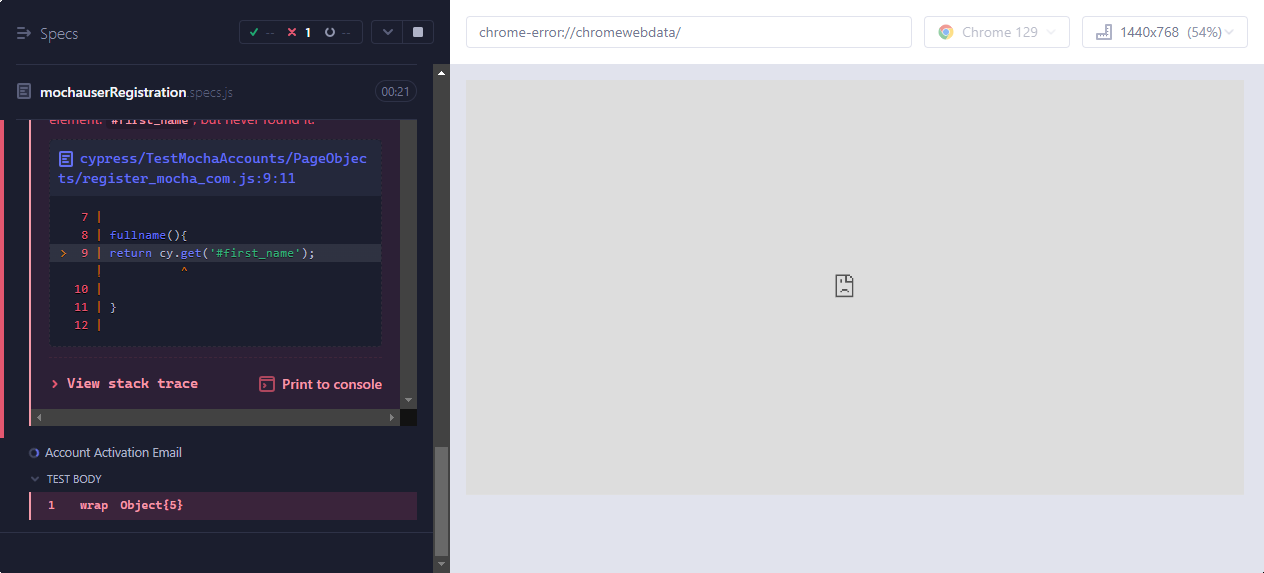 Specs
-- 1 --
mochauserRegistration.specs.js
00:21
element: #first_name, but never found it.
cypress/TestMochaAccounts/PageObjec
ts/register_mocha_com.js:9:11
7 |
8 | fullname(){
> 9 | return cy.get('#first_name');
| ^
10 |
11 | }
12 |
> View stack trace
Print to console
Account Activation Email
TEST BODY
1 wrap Object{5}
chrome-error://chromewebdata/
Chrome 129
1440x768 (54%)